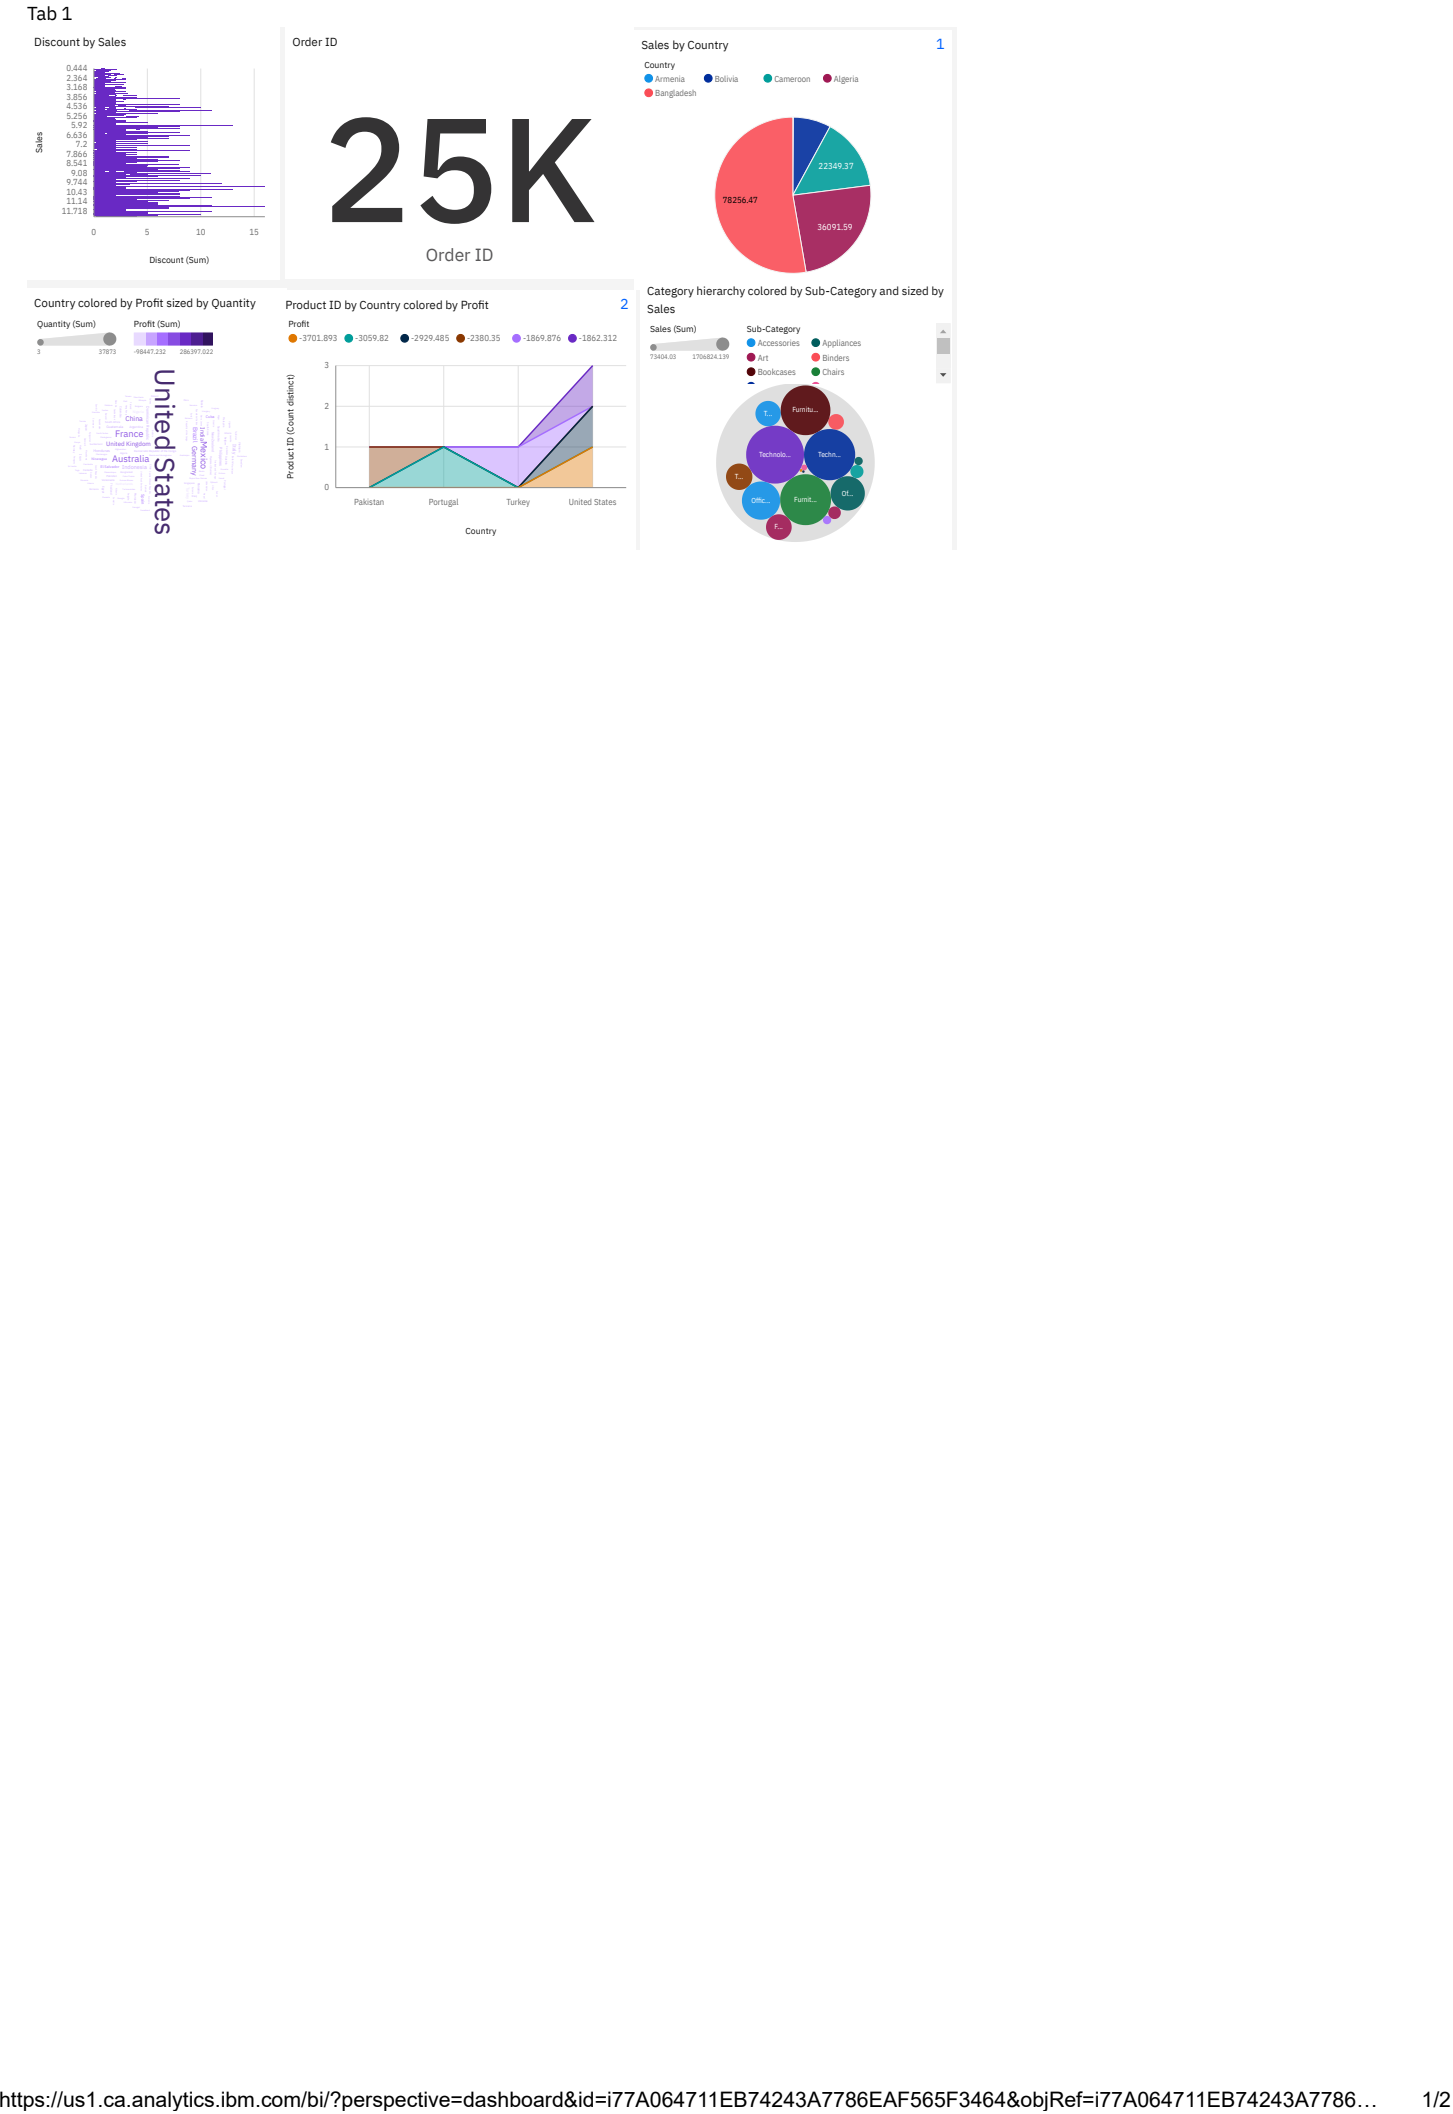 Tab 1
Discount by Sales
Sales
0.444
2.364
3.168
3.856
4.536
5.256
5.92
6.636
7.2
7.866
8.541
9.08
9.744
10.43
11.14
11.718
0 5 10 15
Discount (Sum)
Order ID
25K
Order ID
Sales by Country 1
Country
Armenia Bolivia Cameroon Algeria
Bangladesh
22349.37
78256.47
36091.59
Country colored by Profit sized by Quantity
Quantity (Sum) Profit (Sum)
3 37873 -98447.232 286397.022
United States
China
France
United Kingdom
Australia
Indonesia
India
Mexico
Brazil Germany
Product ID by Country colored by Profit 2
Profit
-3701.893 -3059.82 -2929.485 -2380.35 -1869.876 -1862.312
Product ID (Count distinct)
3
2
1
0
Pakistan Portugal Turkey United States
Country
Category hierarchy colored by Sub-Category and sized by
Sales
Sales (Sum) Sub-Category
73404.03 1706824.139
Accessories Appliances
Art Binders
Bookcases Chairs
T... Furnitu...
Technolo... Techn...
T...
Offic... Furnit... Of...
F...
https://us1.ca.analytics.ibm.com/bi/?perspective=dashboard&id=i77A064711EB74243A7786EAF565F3464&objRef=i77A064711EB74243A7786… 1/2